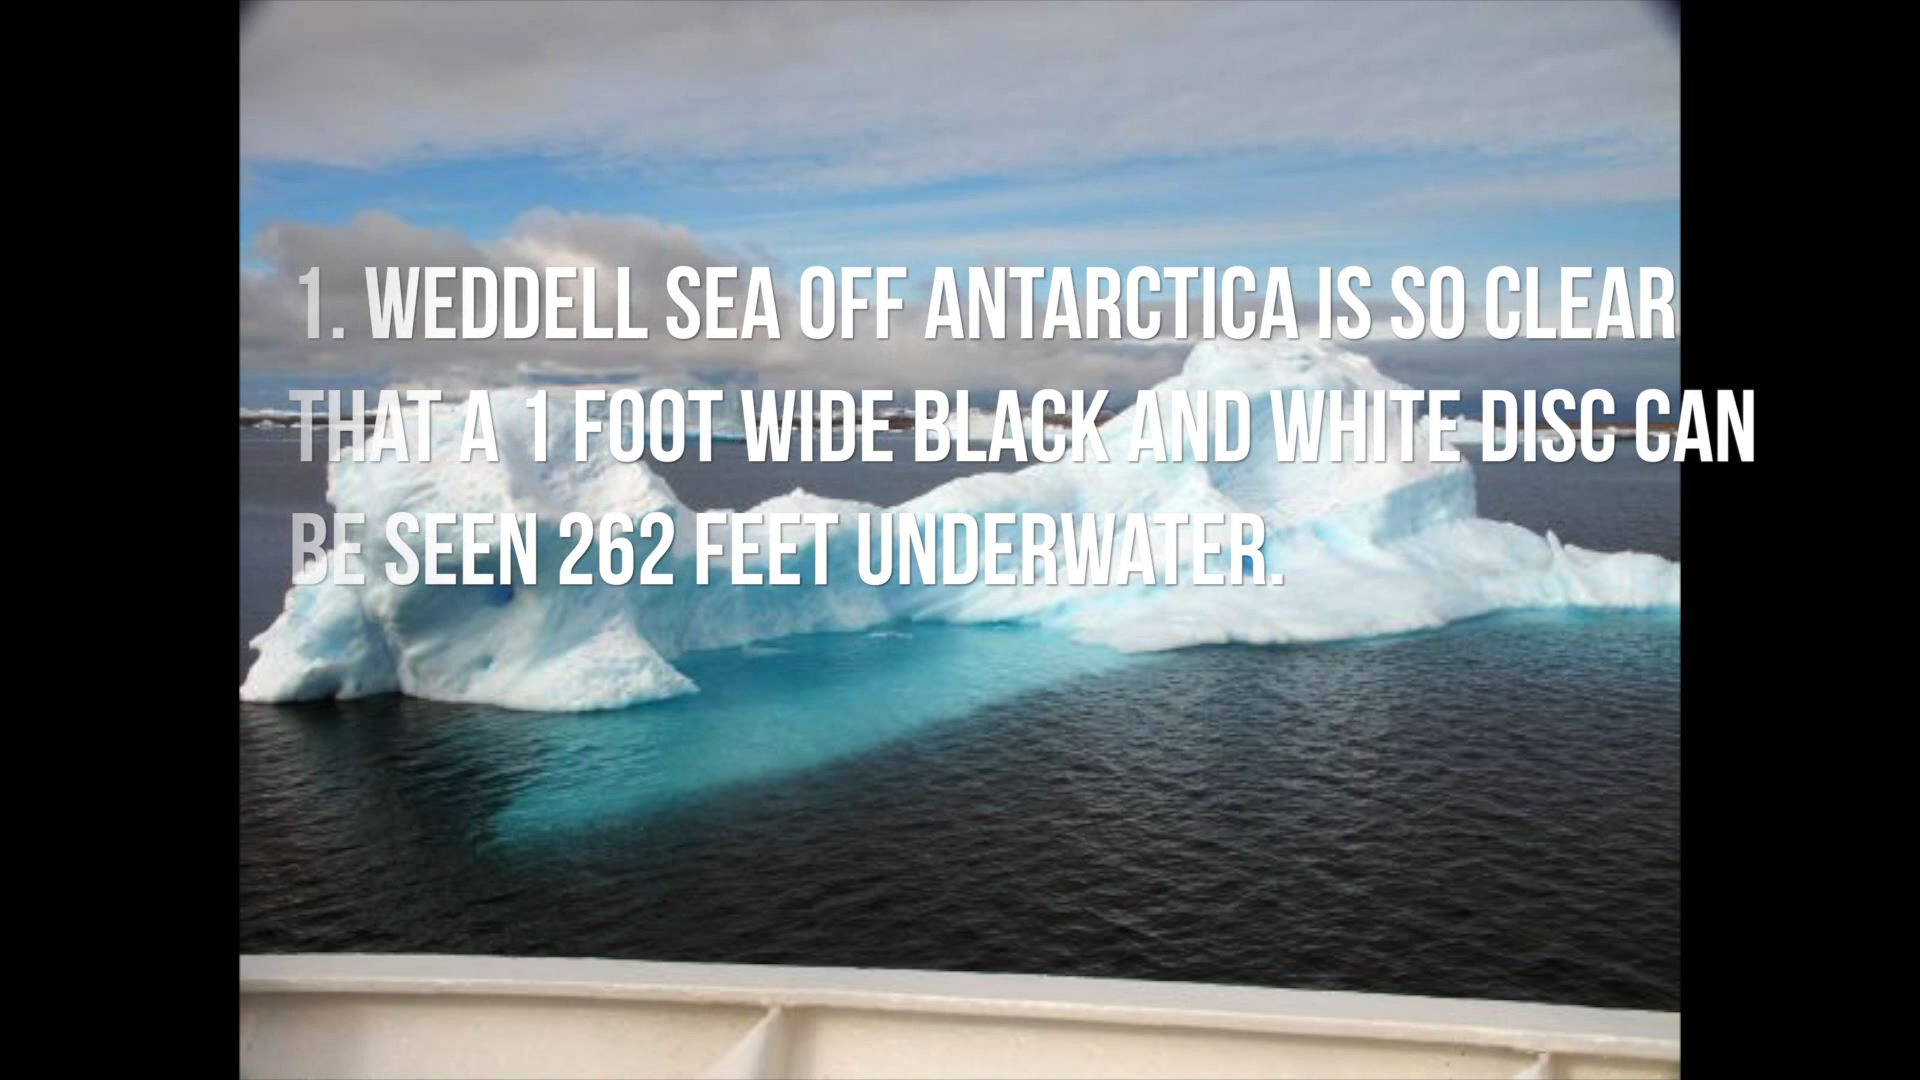 1. WEDDELL SEA OFF ANTARCTICA IS SO CLEAR
THAT A 1 FOOT WIDE BLACK AND WHITE DISC CAN
BE SEEN 262 FEET UNDERWATER.